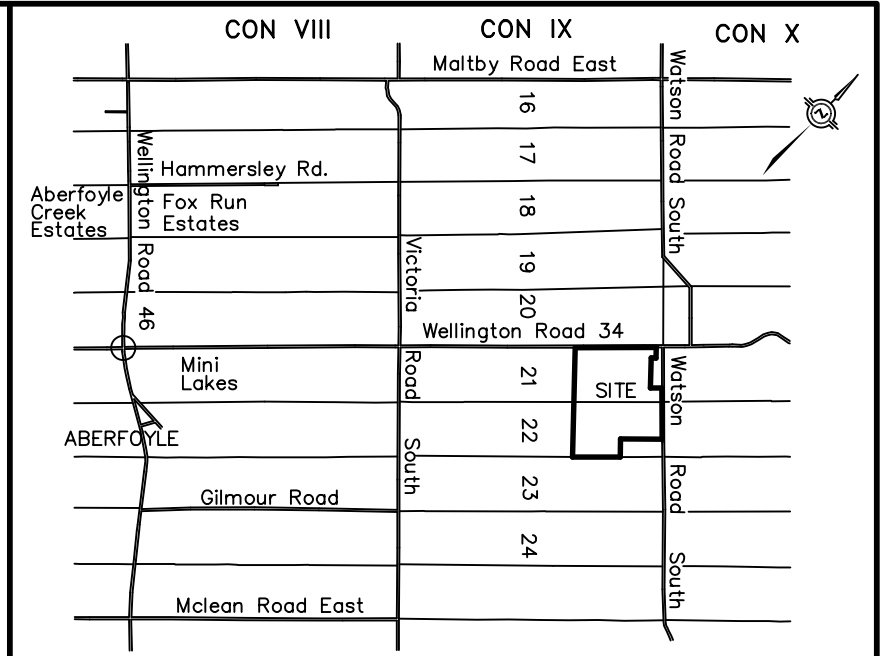 CON VIII
CON IX
CON X
Maltby Road East
Watson Road South
N
16
17
18
19
20
Wellington Road 46
Hammersley Rd.
Aberfoyle
Creek
Estates
Fox Run
Estates
Victoria Road South
Wellington Road 34
Mini
Lakes
21
SITE
Watson Road South
22
ABERFOYLE
23
Gilmour Road
24
Mclean Road East